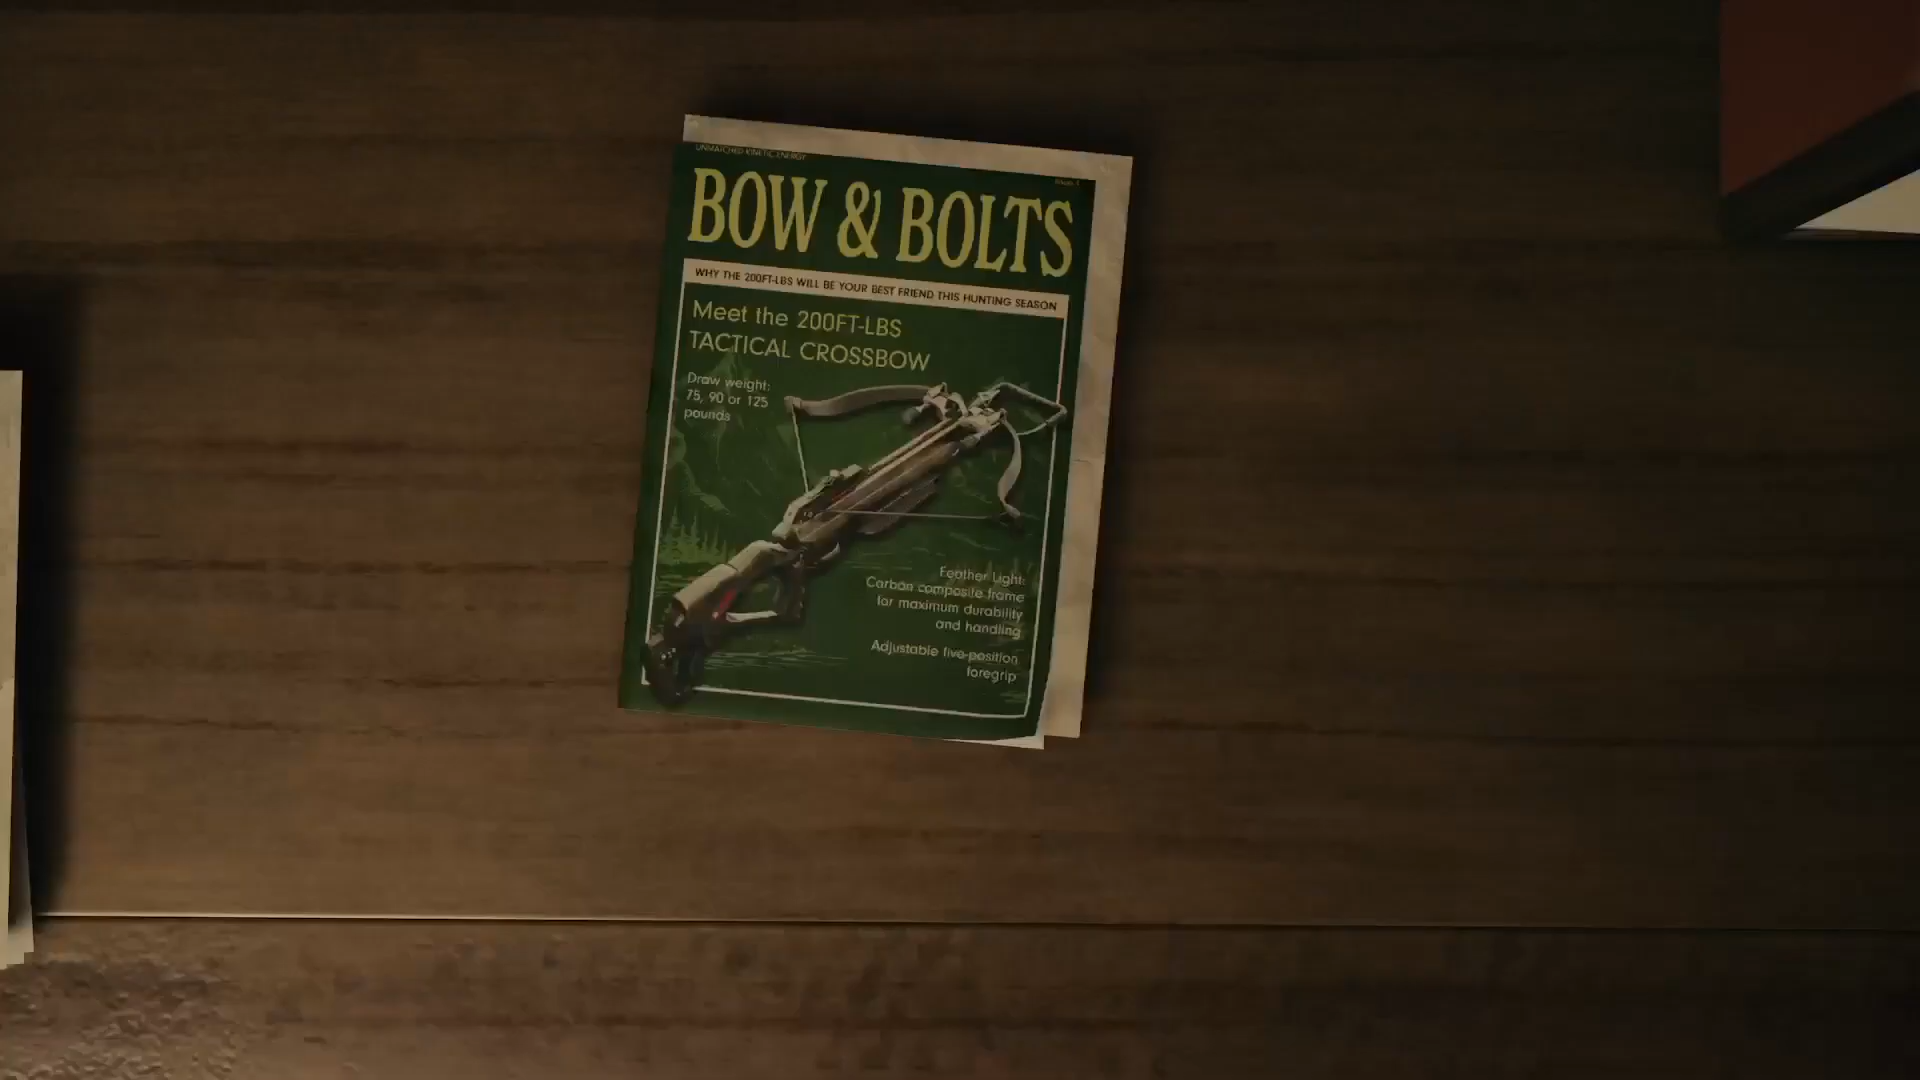 UNMATCHED KINETIC ENERGY
Issue 1
BOW & BOLTS
WHY THE 200FT-LBS WILL BE YOUR BEST FRIEND THIS HUNTING SEASON
Meet the 200FT-LBS
TACTICAL CROSSBOW
Draw weight:
75, 90 or 125
pounds
Feather Light:
Carbon composite frame
for maximum durability
and handling
Adjustable five-position
foregrip